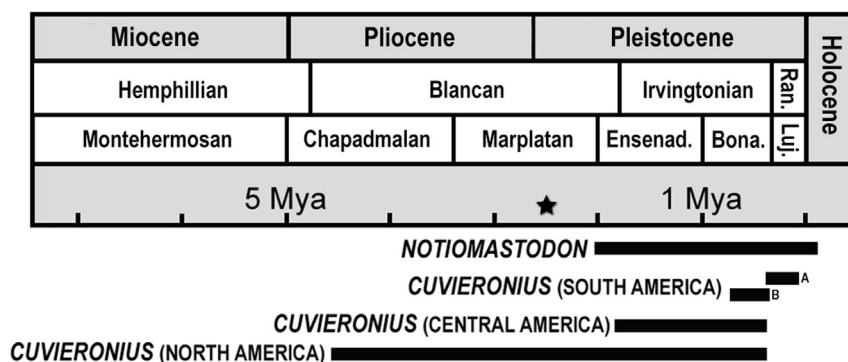 Miocene Pliocene Pleistocene Holocene
Hemphillian Blancan Irvingtonian Ran.
Montehermosan Chapadmalan Marplatan Ensenad. Bona. Luj.
5 Mya 1 Mya
NOTIOMASTODON
CUVIERONIUS (SOUTH AMERICA) A
B
CUVIERONIUS (CENTRAL AMERICA)
CUVIERONIUS (NORTH AMERICA)